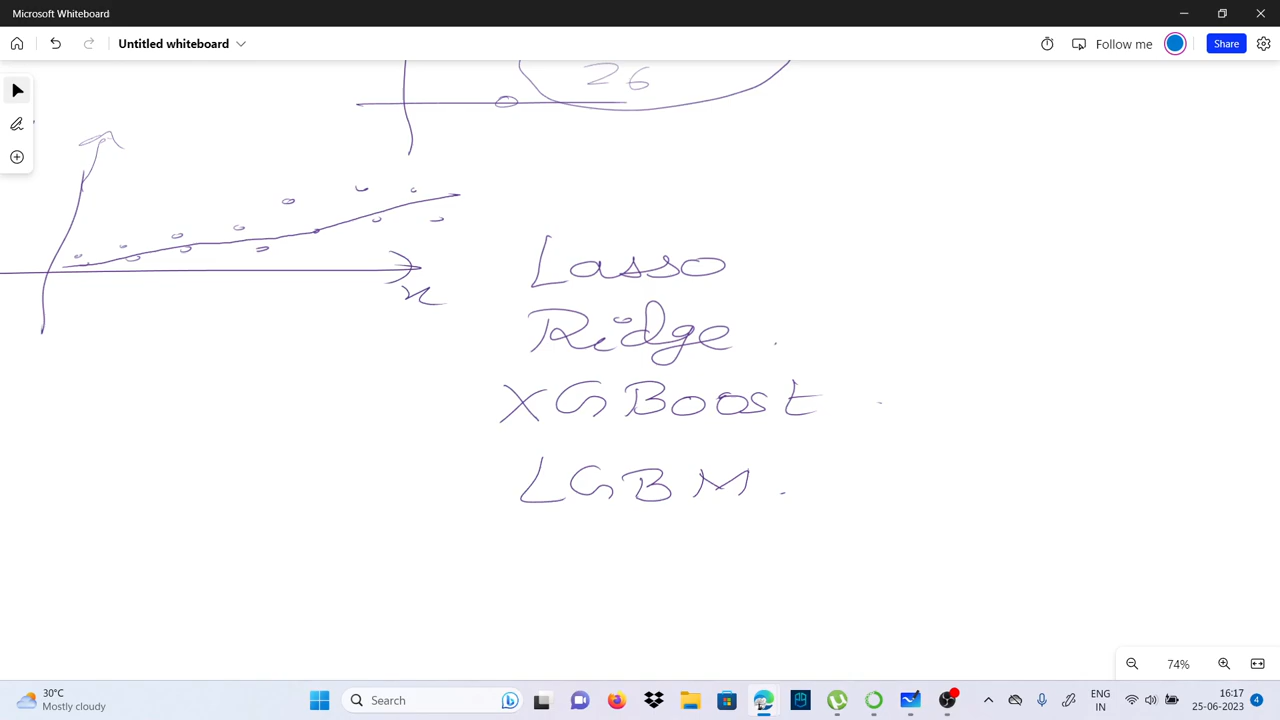 Microsoft Whiteboard
Untitled whiteboard
Follow me
Share
26
x
Lasso
Ridge .
XGBoost .
LGBM .
74%
30°C
Mostly cloudy
Search
ENG
IN
16:17
25-06-2023
4